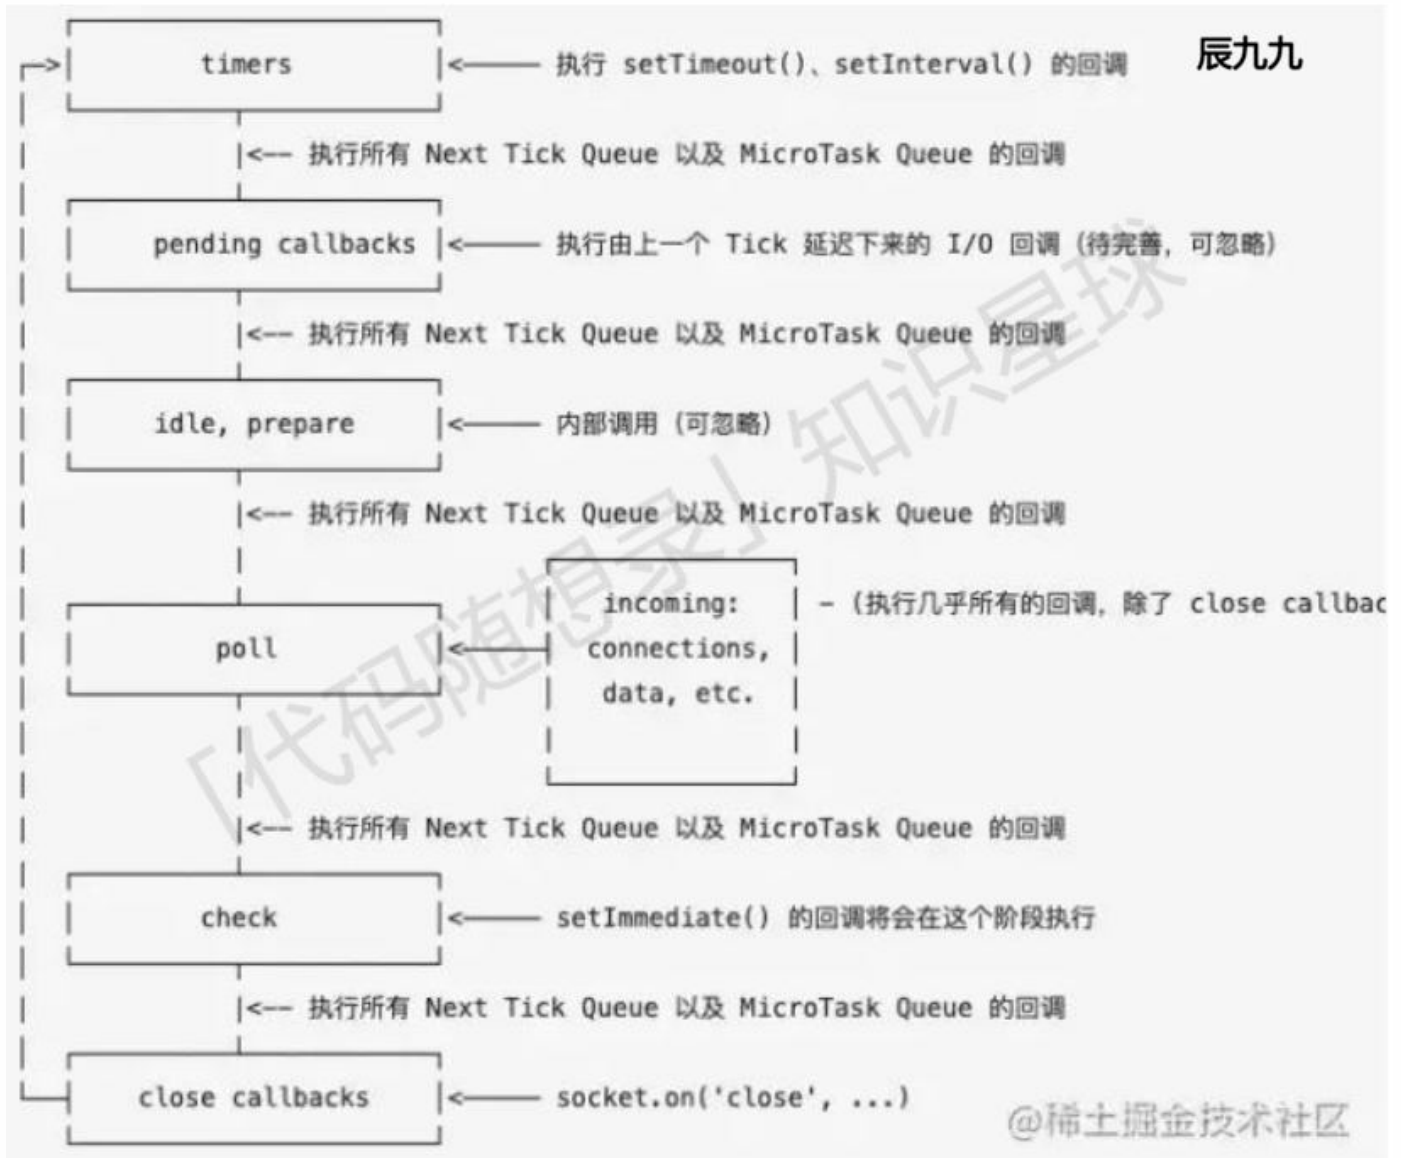 辰九九
timers
执行 setTimeout()、setInterval() 的回调
执行所有 Next Tick Queue 以及 MicroTask Queue 的回调
pending callbacks
执行由上一个 Tick 延迟下来的 I/O 回调（待完善，可忽略）
执行所有 Next Tick Queue 以及 MicroTask Queue 的回调
idle, prepare
内部调用（可忽略）
执行所有 Next Tick Queue 以及 MicroTask Queue 的回调
incoming:
connections,
data, etc.
- (执行几乎所有的回调，除了 close callbac
poll
执行所有 Next Tick Queue 以及 MicroTask Queue 的回调
check
setImmediate() 的回调将会在这个阶段执行
执行所有 Next Tick Queue 以及 MicroTask Queue 的回调
close callbacks
socket.on('close', ...)
「代码随想录」知识星球
@稀土掘金技术社区